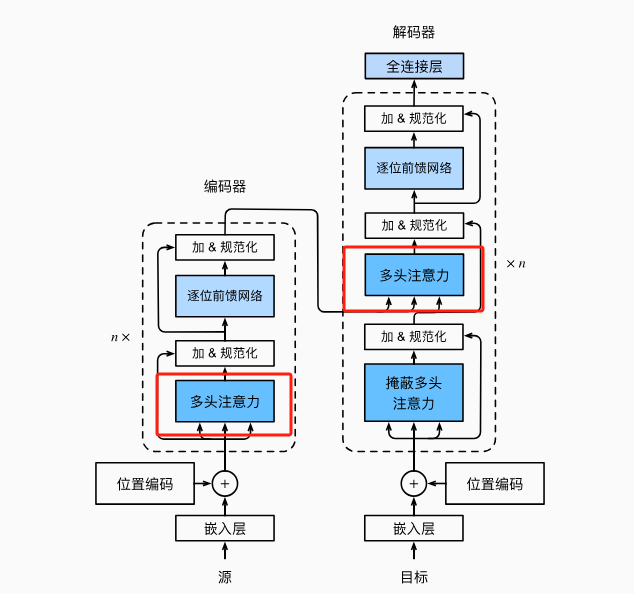 解码器
全连接层
加 & 规范化
逐位前馈网络
加 & 规范化
多头注意力
× n
加 & 规范化
掩蔽多头
注意力
位置编码
+
嵌入层
目标
编码器
加 & 规范化
逐位前馈网络
n ×
加 & 规范化
多头注意力
位置编码
+
嵌入层
源